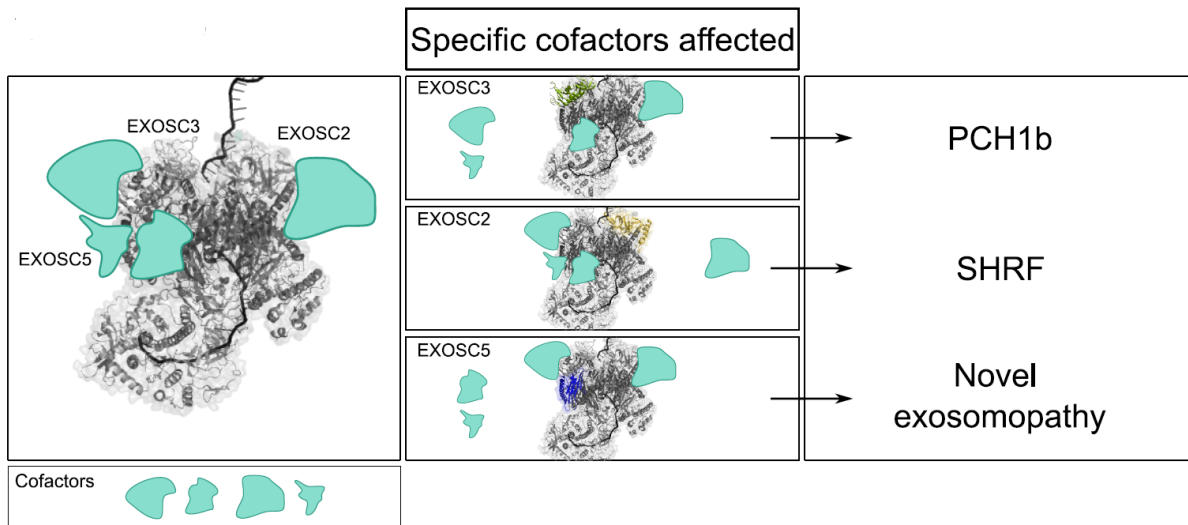 Specific cofactors affected
EXOSC3
EXOSC2
EXOSC5
EXOSC3
PCH1b
EXOSC2
SHRF
EXOSC5
Novel
exosomopathy
Cofactors